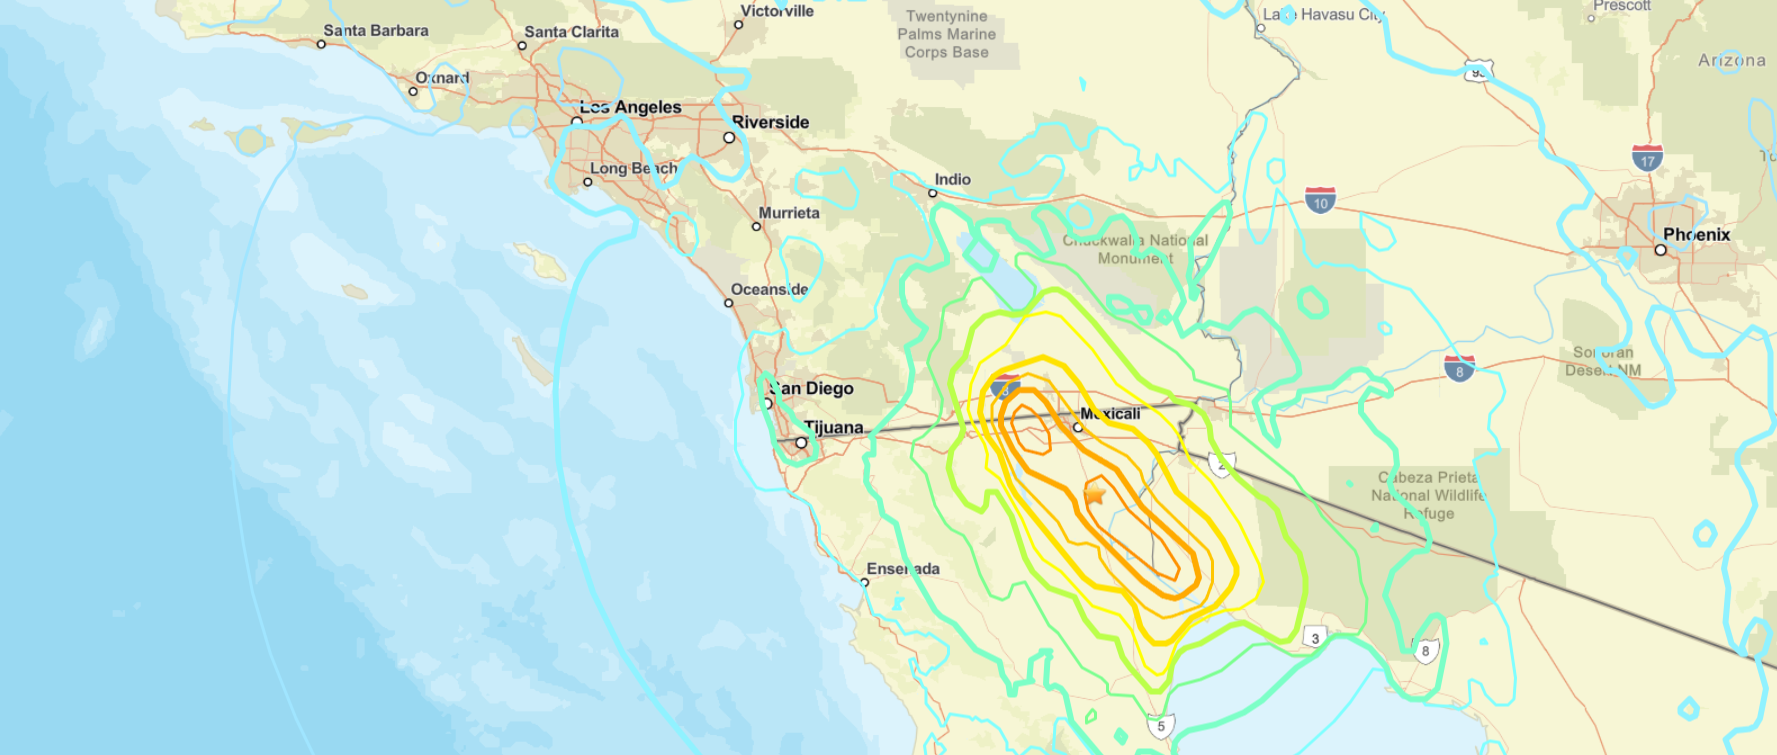 Santa Barbara
Santa Clarita
Victorville
Twentynine
Palms Marine
Corps Base
Lake Havasu City
Prescott
Oxnard
Los Angeles
Riverside
93
Arizona
Long Beach
Indio
17
Murrieta
10
Chuckwalla National
Monument
Phoenix
Oceanside
San Diego
8
Sonoran
Desert NM
Tijuana
Mexicali
2
Cabeza Prieta
National Wildlife
Refuge
Ensenada
3
8
5